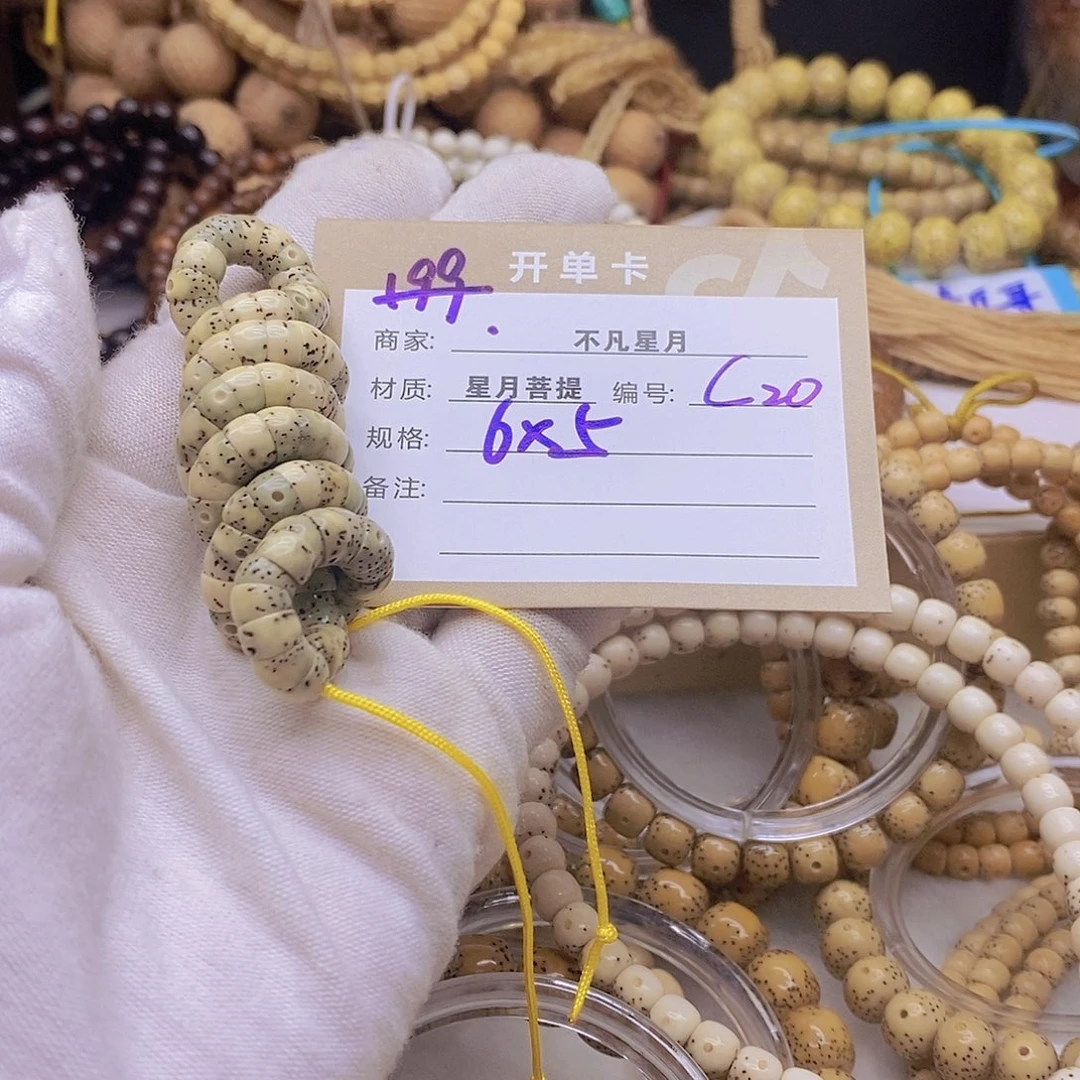 199.
开单卡
商家: 不凡星月
材质: 星月菩提 编号: C20
规格: 6x5
备注: